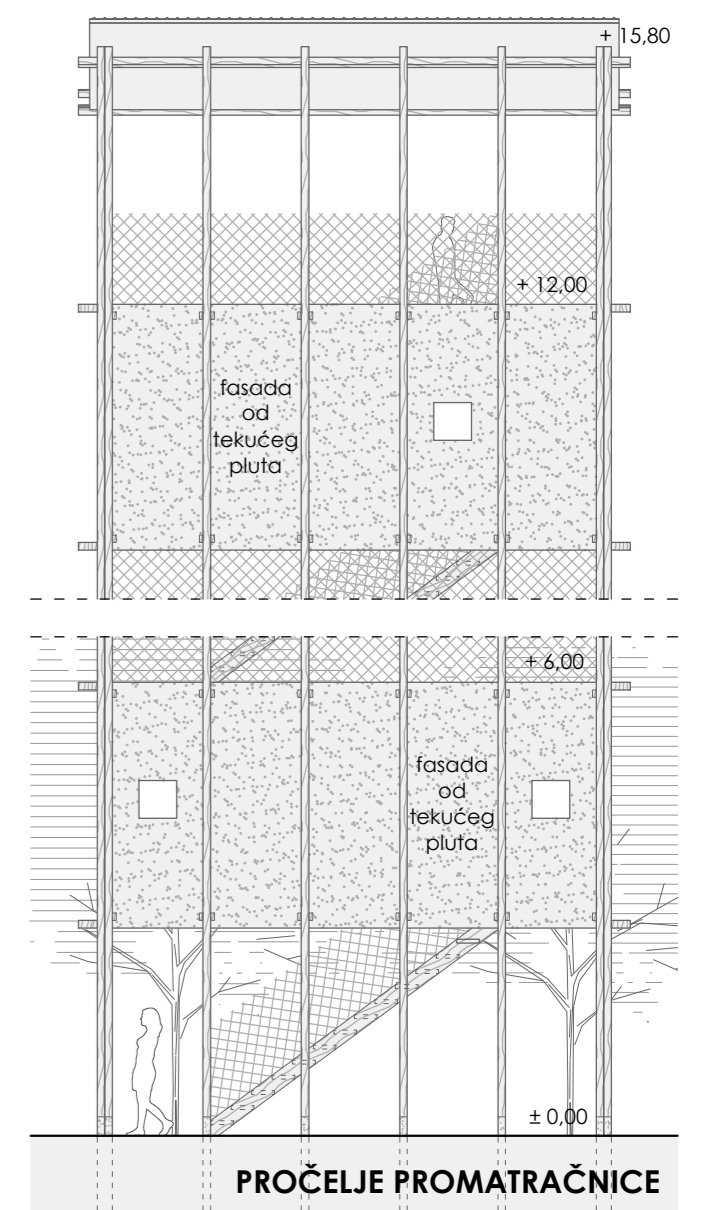 + 15,80
+ 12,00
fasada
od
tekućeg
pluta
+ 6,00
fasada
od
tekućeg
pluta
± 0,00
PROČELJE PROMATRAČNICE